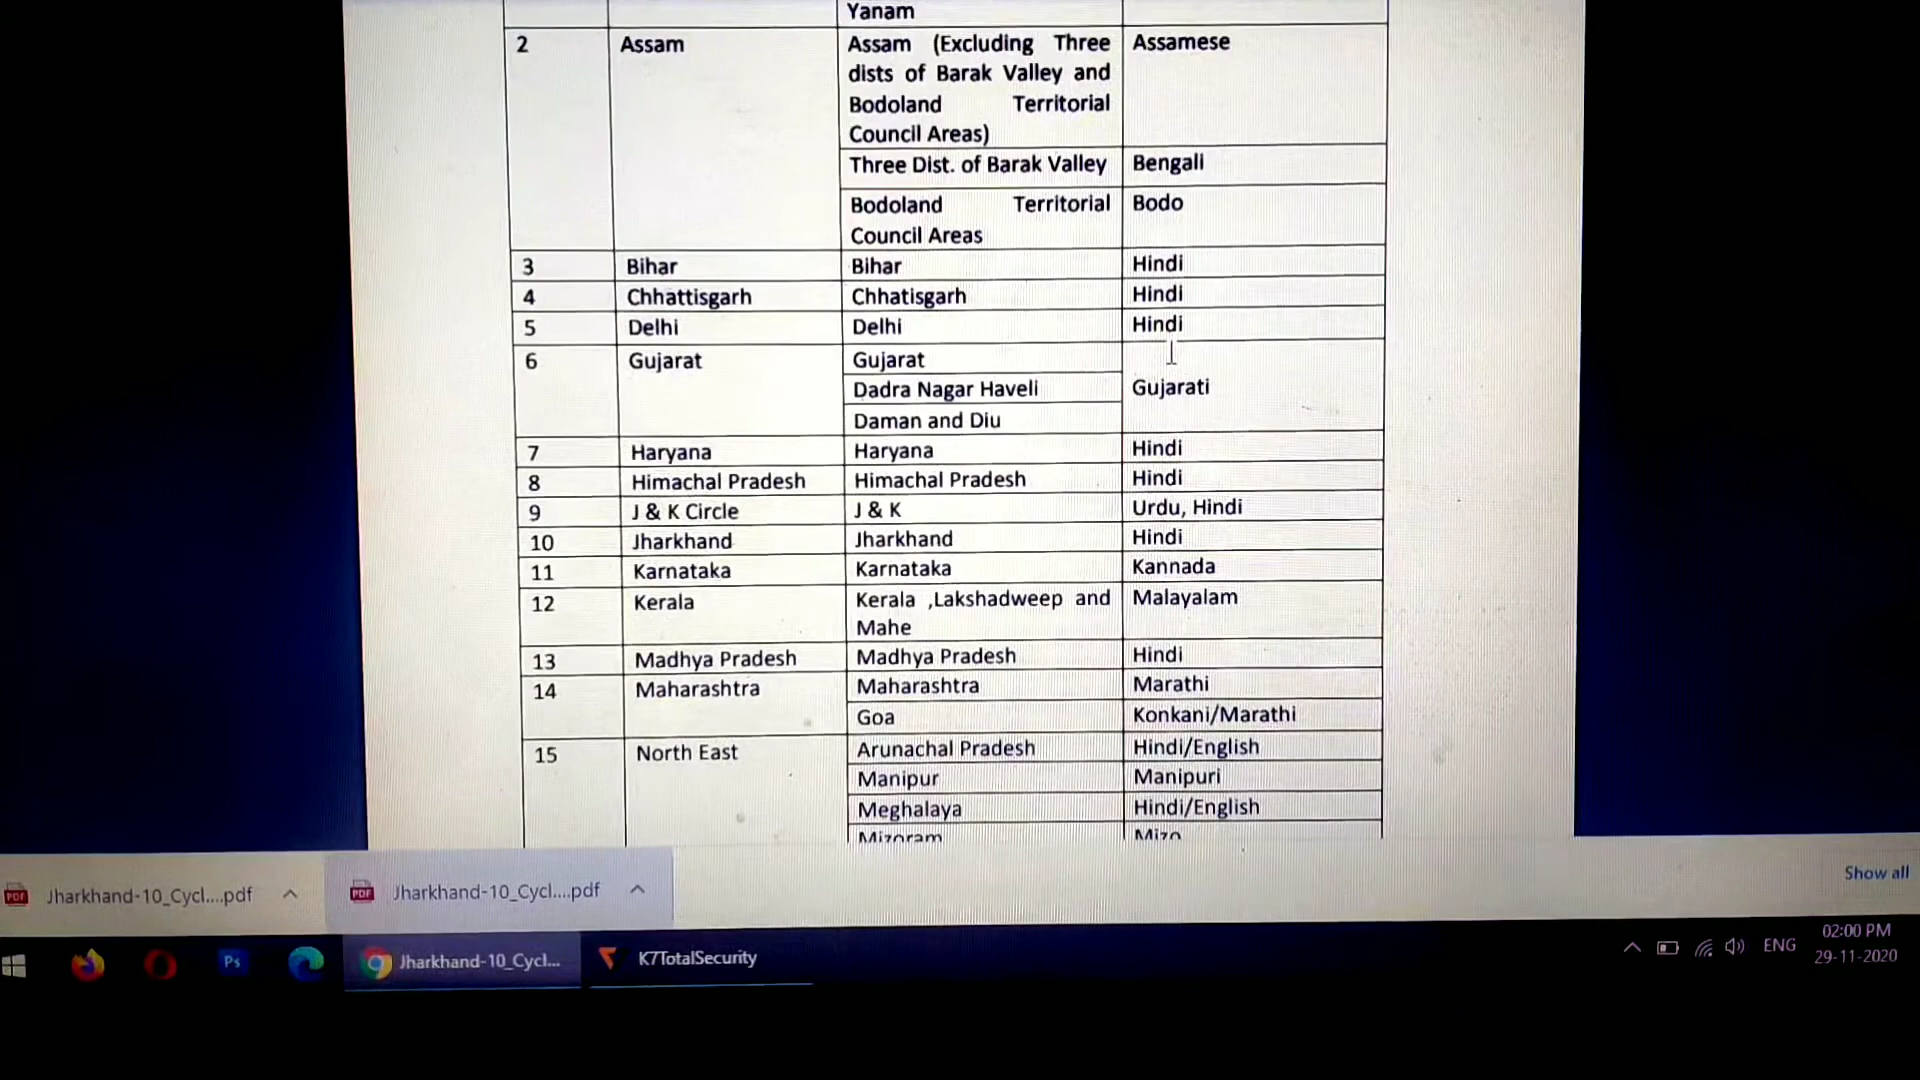 Yanam
2 Assam Assam (Excluding Three Assamese
dists of Barak Valley and
Bodoland Territorial
Council Areas)
Three Dist. of Barak Valley Bengali
Bodoland Territorial Bodo
Council Areas
3 Bihar Bihar Hindi
4 Chhattisgarh Chhatisgarh Hindi
5 Delhi Delhi Hindi
6 Gujarat Gujarat
Dadra Nagar Haveli Gujarati
Daman and Diu
7 Haryana Haryana Hindi
8 Himachal Pradesh Himachal Pradesh Hindi
9 J & K Circle J & K Urdu, Hindi
10 Jharkhand Jharkhand Hindi
11 Karnataka Karnataka Kannada
12 Kerala Kerala ,Lakshadweep and Malayalam
Mahe
13 Madhya Pradesh Madhya Pradesh Hindi
14 Maharashtra Maharashtra Marathi
Goa Konkani/Marathi
15 North East Arunachal Pradesh Hindi/English
Manipur Manipuri
Meghalaya Hindi/English
Mizoram Mizo
Show all
PDF Jharkhand-10_Cycl....pdf PDF Jharkhand-10_Cycl....pdf
Ps Jharkhand-10_Cycl... K7TotalSecurity ENG 02:00 PM
29-11-2020